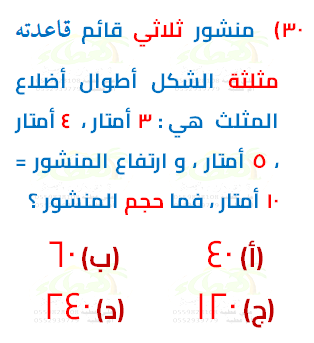 ٣٠) منشور ثلاثي قائم قاعدته
مثلثة الشكل أطوال أضلاع
المثلث هي : ٣ أمتار ، ٤ أمتار
، ٥ أمتار ، و ارتفاع المنشور =
١٠ أمتار ، فما حجم المنشور ؟
(أ) ٤٠ (ب) ٦٠
(ج) ١٢٠ (د) ٢٤٠